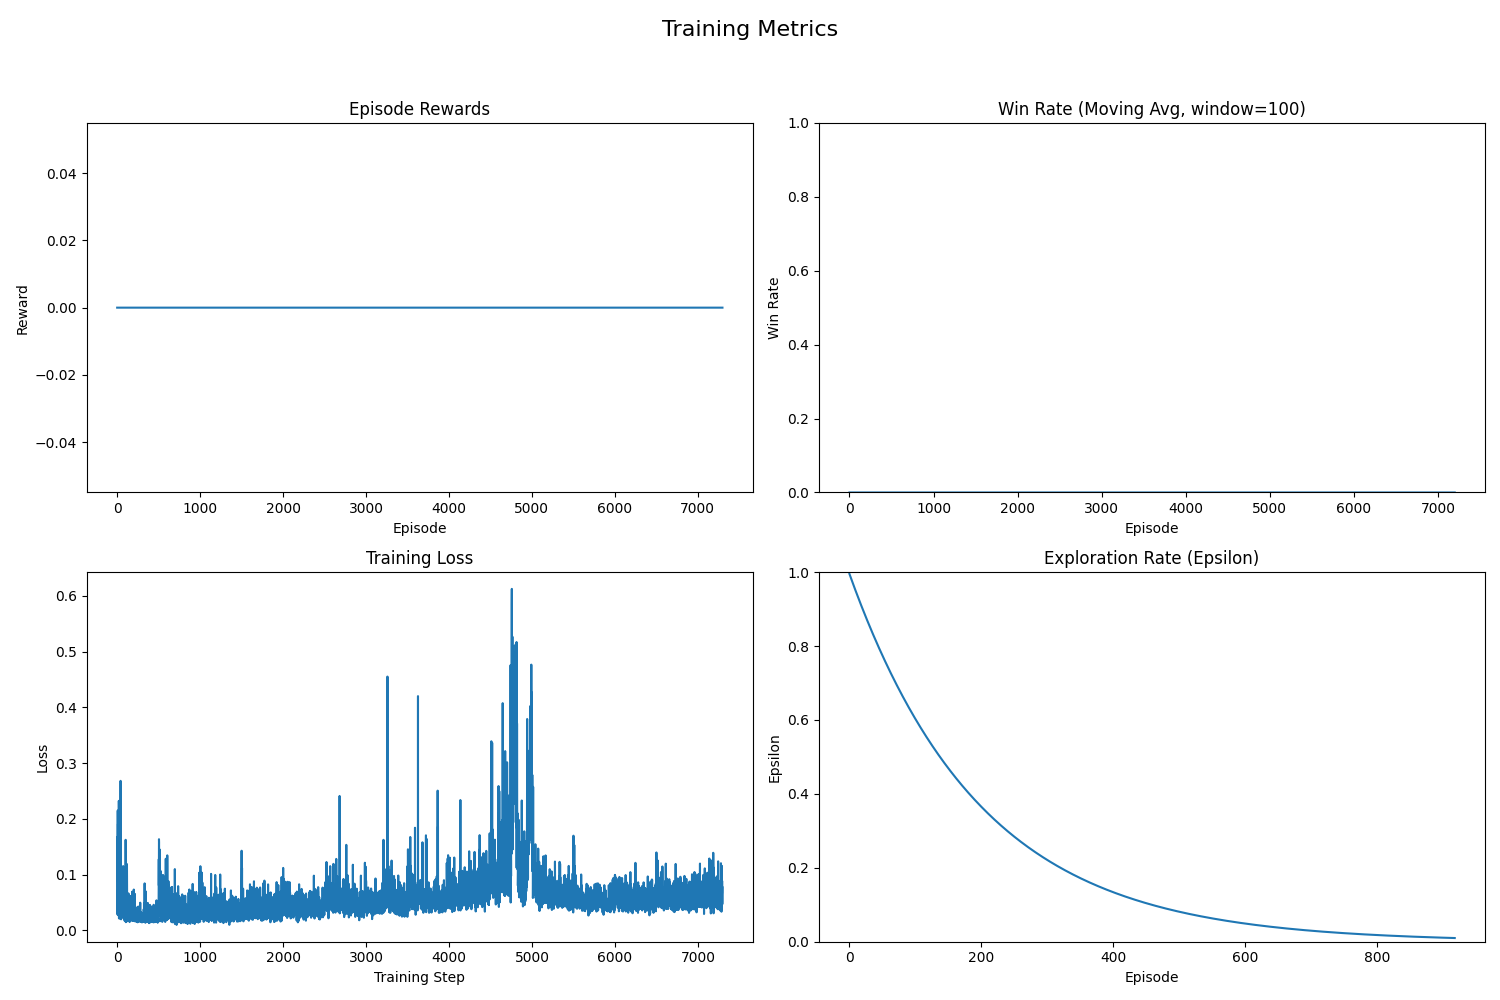 Training Metrics
Episode Rewards
0.04
0.02
0.00
−0.02
−0.04
Reward
0 1000 2000 3000 4000 5000 6000 7000
Episode
Win Rate (Moving Avg, window=100)
1.0
0.8
0.6
0.4
0.2
0.0
Win Rate
0 1000 2000 3000 4000 5000 6000 7000
Episode
Training Loss
0.6
0.5
0.4
0.3
0.2
0.1
0.0
Loss
0 1000 2000 3000 4000 5000 6000 7000
Training Step
Exploration Rate (Epsilon)
1.0
0.8
0.6
0.4
0.2
0.0
Epsilon
0 200 400 600 800
Episode